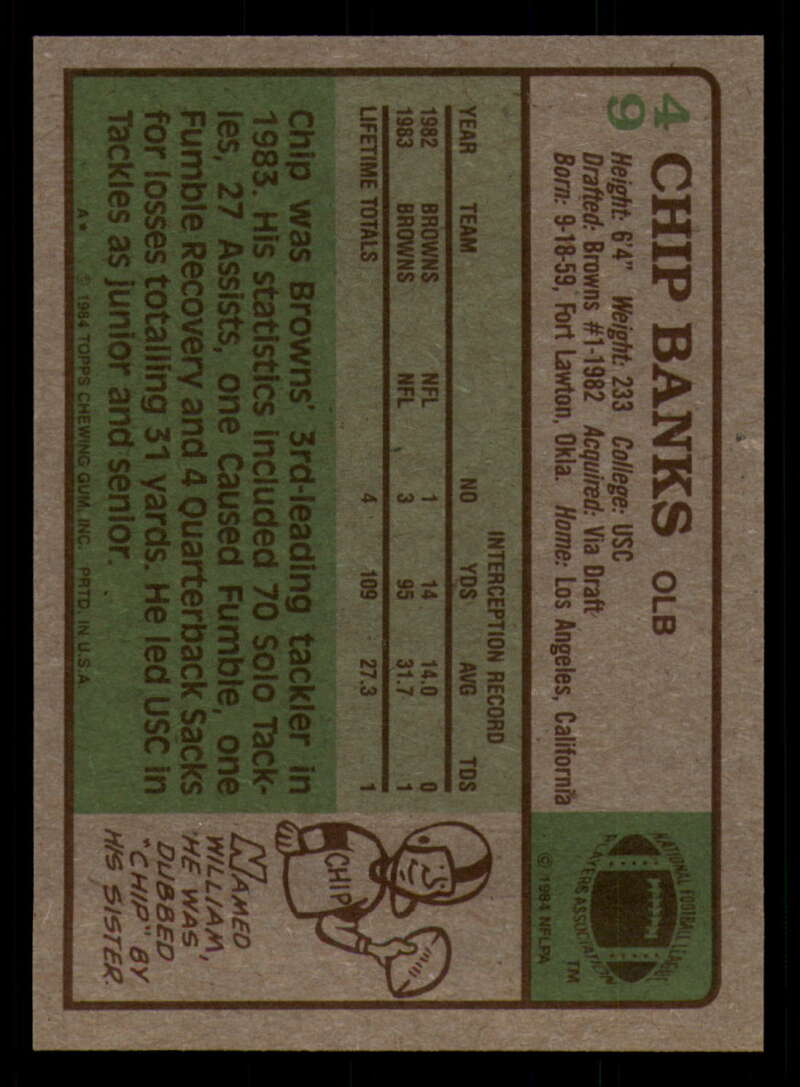 49
CHIP BANKS OLB
Height: 6'4" Weight: 233 College: USC
Drafted: Browns #1-1982 Acquired: Via Draft
Born: 9-18-59, Fort Lawton, Okla. Home: Los Angeles, California
NATIONAL FOOTBALL LEAGUE
PLAYERS ASSOCIATION
TM
© 1984 NFLPA
INTERCEPTION RECORD
YEAR TEAM NO YDS AVG TDS
1982 BROWNS NFL 1 14 14.0 0
1983 BROWNS NFL 3 95 31.7 1
LIFETIME TOTALS 4 109 27.3 1
Chip was Browns' 3rd-leading tackler in
1983. His statistics included 70 Solo Tack-
les, 27 Assists, one Caused Fumble, one
Fumble Recovery and 4 Quarterback Sacks
for losses totalling 31 yards. He led USC in
Tackles as junior and senior.
A* © 1984 TOPPS CHEWING GUM, INC. PRTD. IN U.S.A
CHIP
NAMED
WILLIAM,
HE WAS
DUBBED
"CHIP" BY
HIS SISTER.